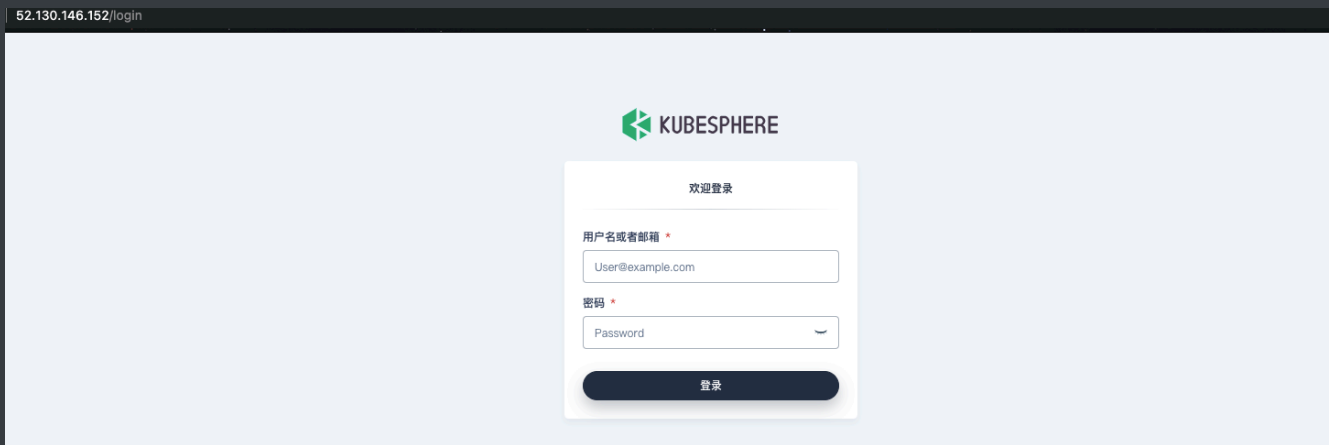 52.130.146.152/login
KUBESPHERE
欢迎登录
用户名或者邮箱 *
User@example.com
密码 *
Password
登录